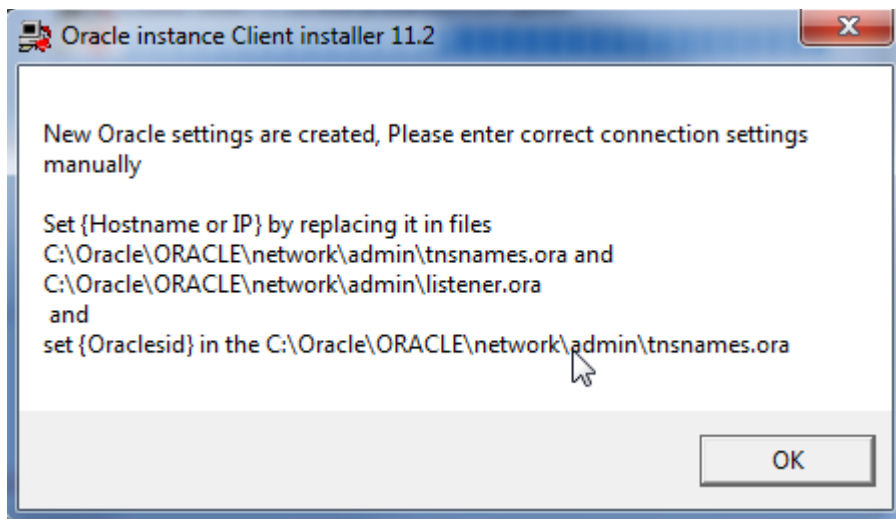 Oracle instance Client installer 11.2
New Oracle settings are created, Please enter correct connection settings
manually
Set {Hostname or IP} by replacing it in files
C:\Oracle\ORACLE\network\admin\tnsnames.ora and
C:\Oracle\ORACLE\network\admin\listener.ora
and
set {Oraclesid} in the C:\Oracle\ORACLE\network\admin\tnsnames.ora
OK